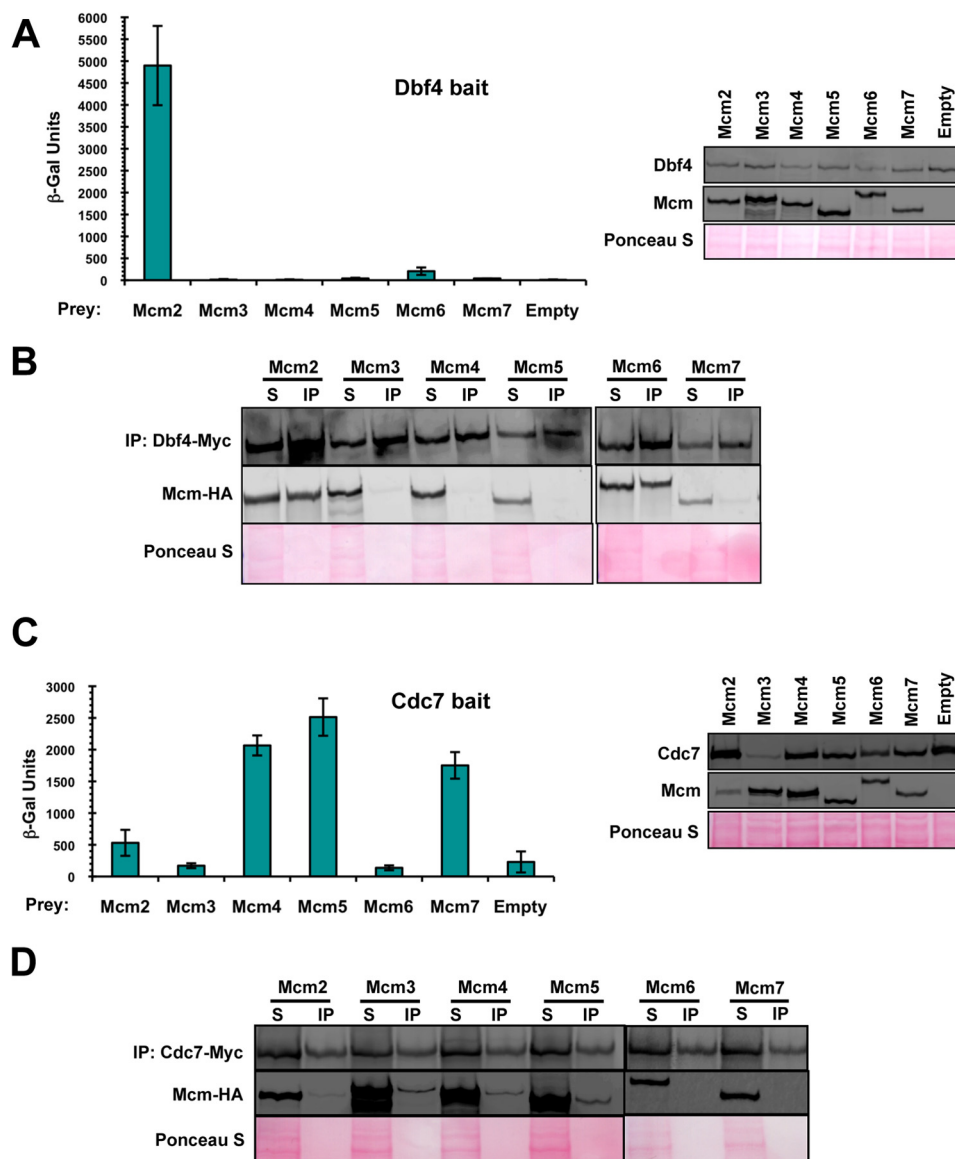 A
β-Gal Units
6000
5500
5000
4500
4000
3500
3000
2500
2000
1500
1000
500
0
Dbf4 bait
Prey: Mcm2 Mcm3 Mcm4 Mcm5 Mcm6 Mcm7 Empty
Mcm2 Mcm3 Mcm4 Mcm5 Mcm6 Mcm7 Empty
Dbf4
Mcm
Ponceau S
B
Mcm2 Mcm3 Mcm4 Mcm5 Mcm6 Mcm7
S IP S IP S IP S IP S IP S IP
IP: Dbf4-Myc
Mcm-HA
Ponceau S
C
β-Gal Units
3000
2500
2000
1500
1000
500
0
Cdc7 bait
Prey: Mcm2 Mcm3 Mcm4 Mcm5 Mcm6 Mcm7 Empty
Mcm2 Mcm3 Mcm4 Mcm5 Mcm6 Mcm7 Empty
Cdc7
Mcm
Ponceau S
D
Mcm2 Mcm3 Mcm4 Mcm5 Mcm6 Mcm7
S IP S IP S IP S IP S IP S IP
IP: Cdc7-Myc
Mcm-HA
Ponceau S